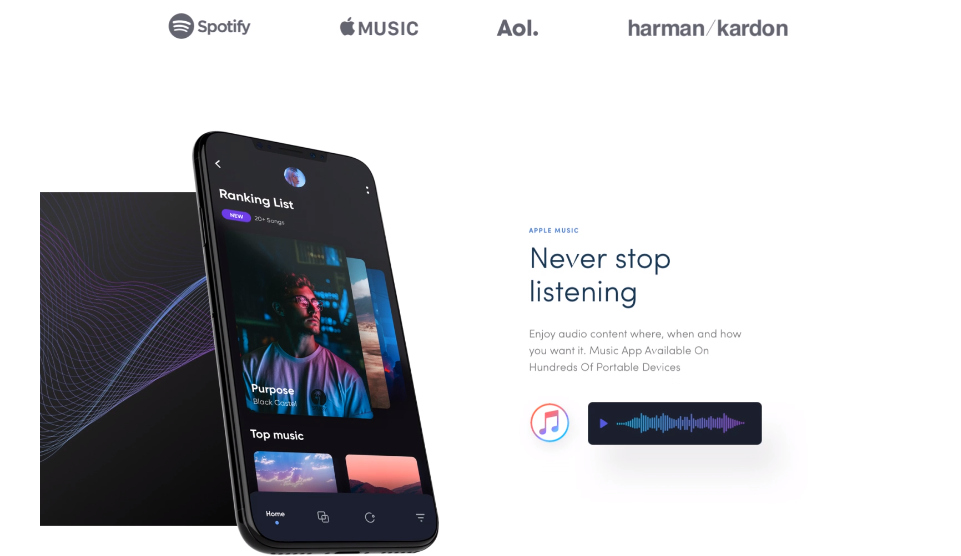 Spotify
MUSIC
Aol.
harman/kardon
Ranking List
NEW 20+ Songs
Purpose
Black Castel
Top music
Home
APPLE MUSIC
Never stop
listening
Enjoy audio content where, when and how
you want it. Music App Available On
Hundreds Of Portable Devices